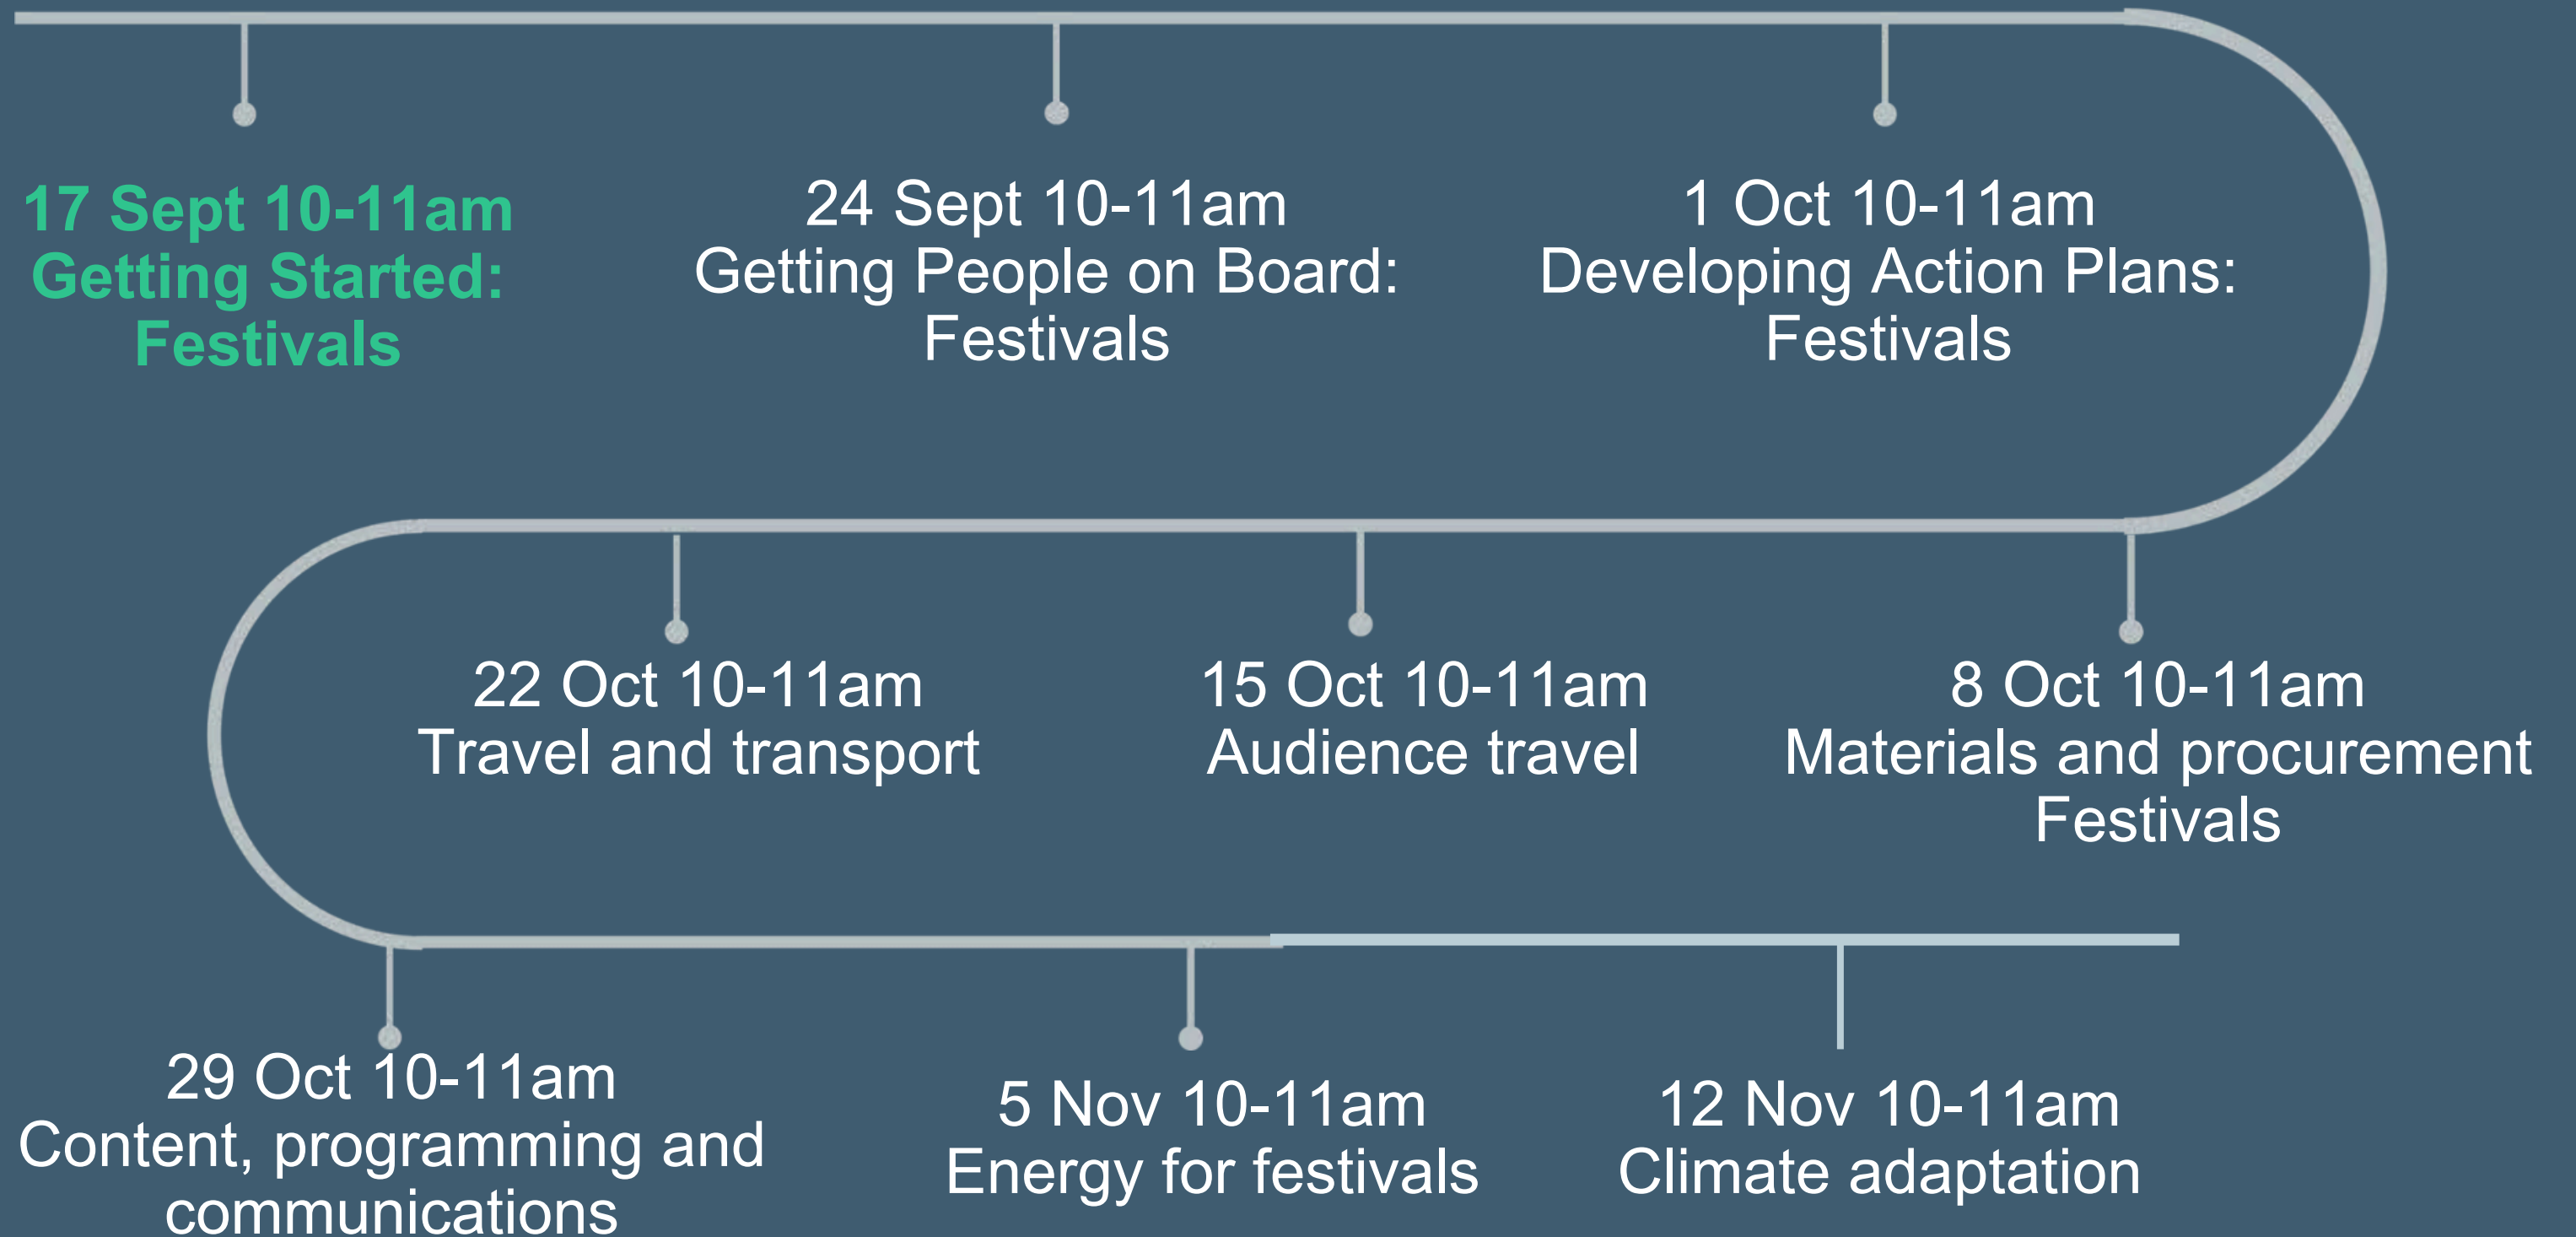 17 Sept 10-11am
Getting Started:
Festivals
24 Sept 10-11am
Getting People on Board:
Festivals
1 Oct 10-11am
Developing Action Plans:
Festivals
22 Oct 10-11am
Travel and transport
15 Oct 10-11am
Audience travel
8 Oct 10-11am
Materials and procurement
Festivals
29 Oct 10-11am
Content, programming and
communications
5 Nov 10-11am
Energy for festivals
12 Nov 10-11am
Climate adaptation